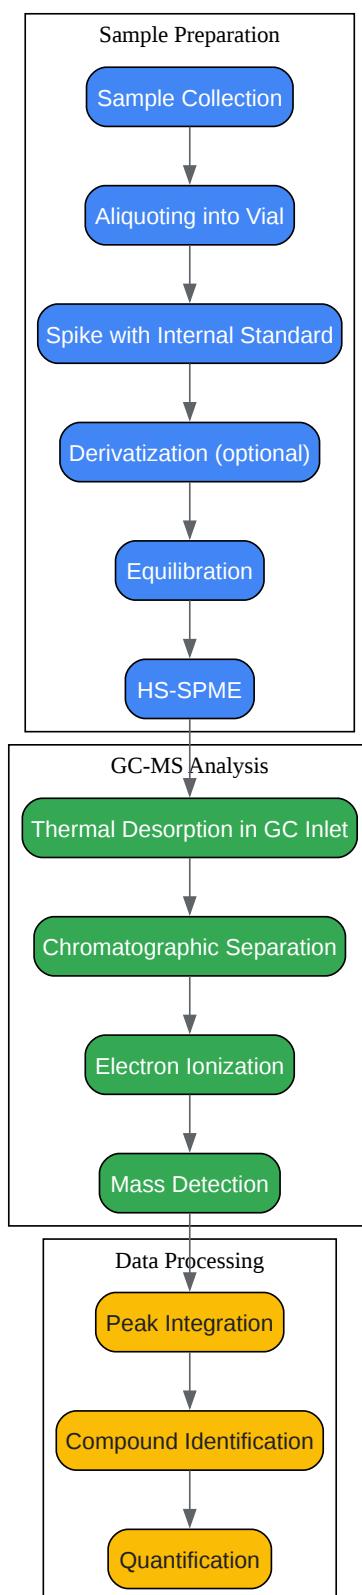 Sample Preparation
Sample Collection
Aliquoting into Vial
Spike with Internal Standard
Derivatization (optional)
Equilibration
HS-SPME
GC-MS Analysis
Thermal Desorption in GC Inlet
Chromatographic Separation
Electron Ionization
Mass Detection
Data Processing
Peak Integration
Compound Identification
Quantification